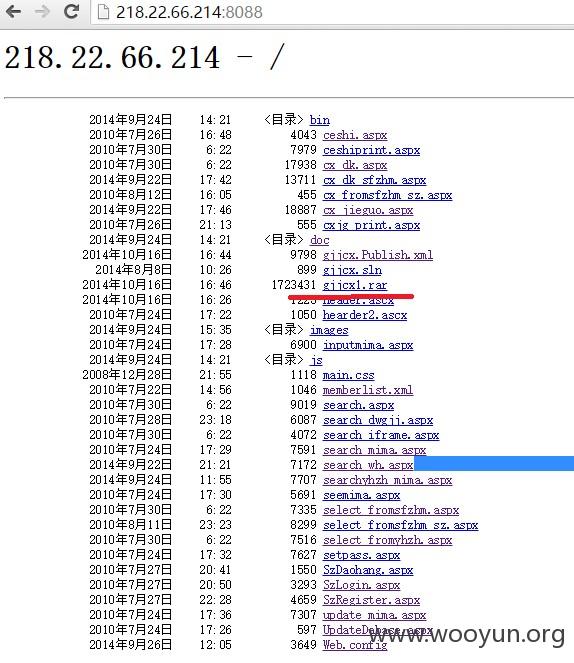 218.22.66.214:8088
218.22.66.214 - /
2014年9月24日 14:21 <目录> bin
2010年7月26日 16:48 4043 ceshi.aspx
2010年7月30日 6:22 7979 ceshiprint.aspx
2010年7月30日 6:22 17938 cx_dk.aspx
2014年9月22日 17:42 13711 cx_dk_sfzhm.aspx
2010年8月12日 16:05 455 cx_fromsfzhm_sz.aspx
2014年9月22日 17:46 18887 cx_jieguo.aspx
2010年7月26日 21:13 555 cxjg_print.aspx
2014年9月24日 14:21 <目录> doc
2014年10月16日 16:44 9798 gjjcx.Publish.xml
2014年8月8日 10:26 899 gjjcx.sln
2014年10月16日 16:46 1723431 gjjcx1.rar
2014年10月16日 16:26 1223 header.ascx
2010年7月24日 17:22 1050 hearder2.ascx
2014年9月24日 15:35 <目录> images
2010年7月24日 17:28 6900 inputmima.aspx
2014年9月24日 14:21 <目录> js
2008年12月28日 21:55 1118 main.css
2010年7月22日 14:56 1046 memberlist.xml
2010年7月30日 6:22 9019 search.aspx
2010年7月28日 23:18 6087 search_dwgjj.aspx
2010年7月30日 6:22 4072 search_iframe.aspx
2010年7月24日 17:29 7591 search_mima.aspx
2014年9月22日 21:21 7172 search_wh.aspx
2014年9月24日 11:55 7707 searchyhzh_mima.aspx
2010年7月24日 17:30 5691 seemima.aspx
2010年7月30日 6:22 7335 select_fromsfzhm.aspx
2010年8月11日 23:23 8299 select_fromsfzhm_sz.aspx
2010年7月30日 6:22 7516 select_fromyhzh.aspx
2010年7月24日 17:32 7627 setpass.aspx
2010年7月27日 20:41 1550 SzDaohang.aspx
2010年7月27日 20:50 3293 SzLogin.aspx
2010年7月27日 22:28 4659 SzRegister.aspx
2010年7月24日 17:36 7307 update_mima.aspx
2010年7月24日 17:26 597 UpdateDebase.aspx
2014年9月26日 12:05 3649 Web.config
www.wooyun.org